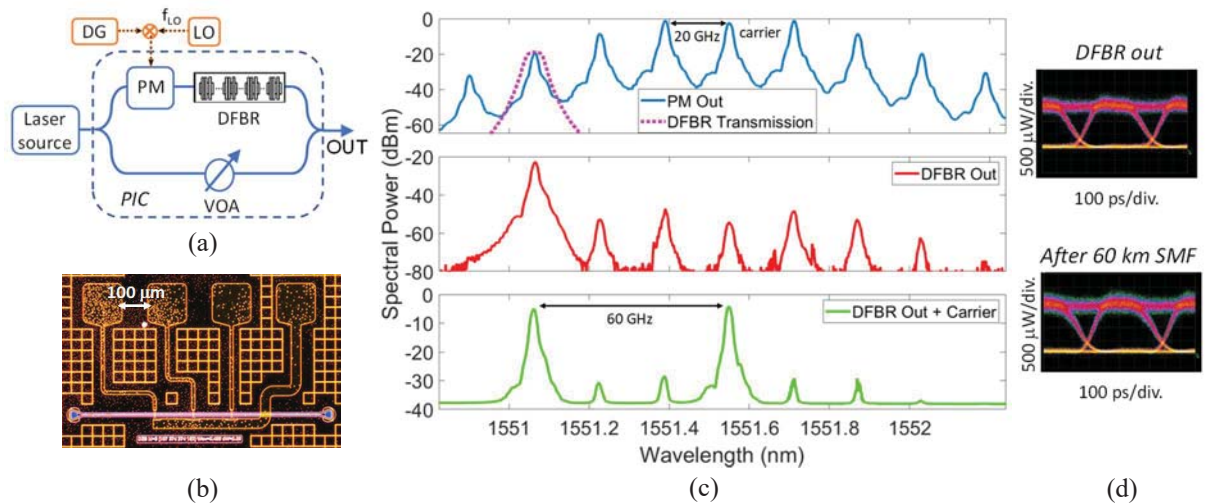 DG
f_LO
LO
PM
DFBR
Laser
source
OUT
PIC
VOA
(a)
100 µm
(b)
Spectral Power (dBm)
0
-20
-40
-60
20 GHz
carrier
PM Out
DFBR Transmission
-20
-40
-60
-80
DFBR Out
0
-10
-20
-30
-40
60 GHz
DFBR Out + Carrier
1551
1551.2
1551.4
1551.6
1551.8
1552
Wavelength (nm)
(c)
DFBR out
500 µW/div.
100 ps/div.
After 60 km SMF
500 µW/div.
100 ps/div.
(d)